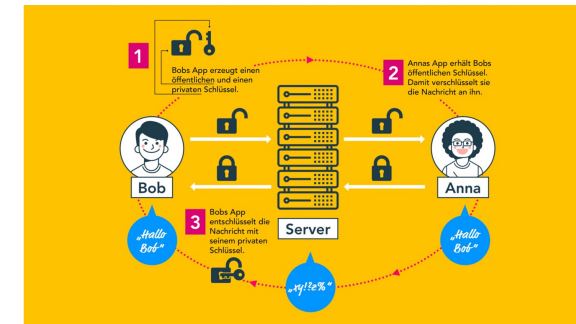 1
Bobs App erzeugt einen
öffentlichen und einen
privaten Schlüssel.
2
Annas App erhält Bobs
öffentlichen Schlüssel.
Damit verschlüsselt sie
die Nachricht an ihn.
Bob
Anna
Server
3
Bobs App
entschlüsselt die
Nachricht mit
seinem privaten
Schlüssel.
„Hallo
Bob“
„xy!?e%“
„Hallo
Bob“